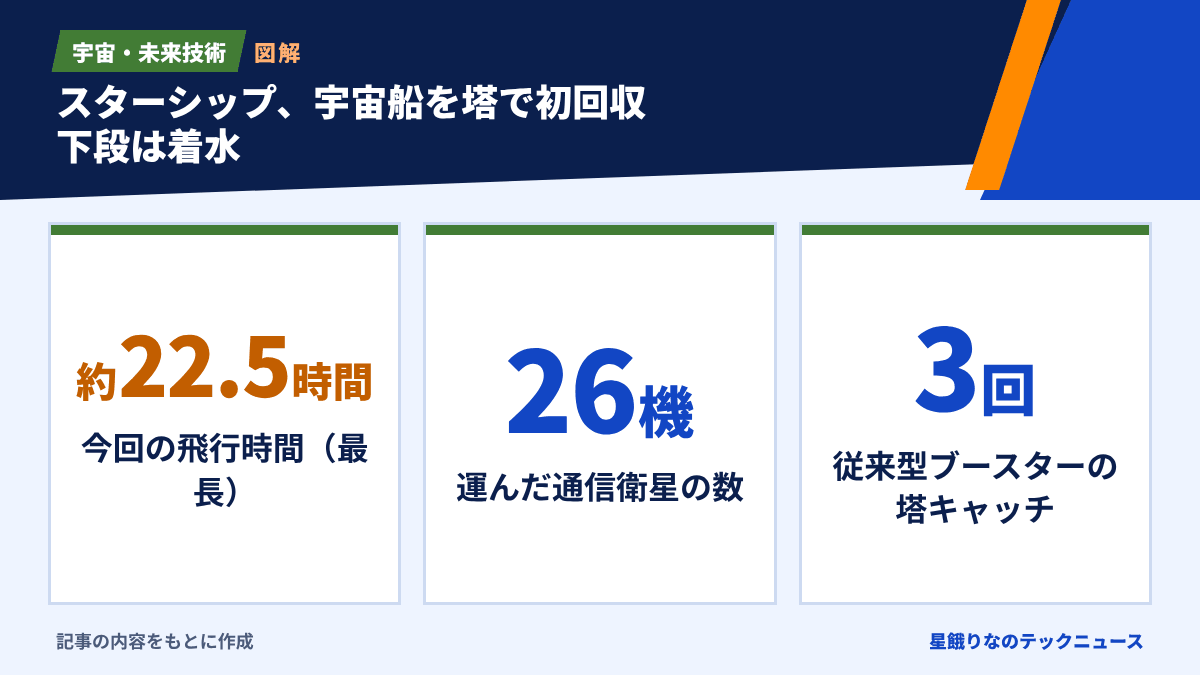 宇宙・未来技術 図解
スターシップ、宇宙船を塔で初回収
下段は着水
約22.5時間
今回の飛行時間（最
長）
26機
運んだ通信衛星の数
3回
従来型ブースターの
塔キャッチ
記事の内容をもとに作成
星餓りなのテックニュース